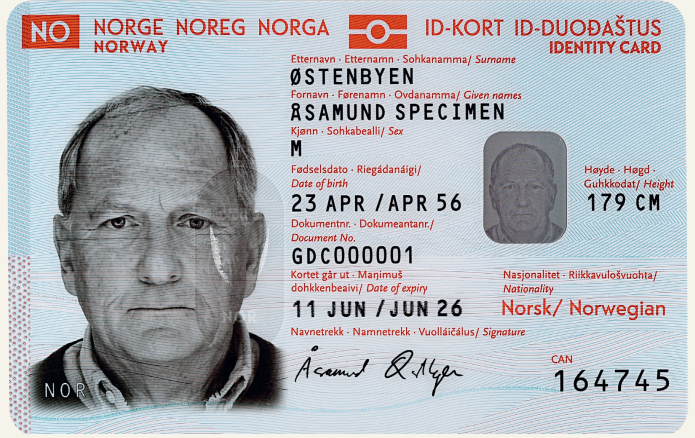 NO NORGE NOREG NORGA ID-KORT ID-DUOĐAŠTUS
NORWAY IDENTITY CARD
Etternavn · Etternamn · Sohkanamma/ Surname
ØSTENBYEN
Fornavn · Førenamn · Ovdanamma/ Given names
ÅSAMUND SPECIMEN
Kjønn · Sohkabealli/ Sex
M
Fødselsdato · Riegádanáigi/
Date of birth
23 APR /APR 56
Høyde · Høgd ·
Guhkkodat/ Height
179 CM
Dokumentnr. · Dokumeantanr./
Document No.
GDC000001
Kortet går ut · Maŋimuš
dohkkenbeaivi/ Date of expiry
11 JUN /JUN 26
Nasjonalitet · Riikkavulošvuohta/
Nationality
Norsk/ Norwegian
Navnetrekk · Namnetrekk · Vuolláičálus/ Signature
Åsamund
CAN
164745
NOR